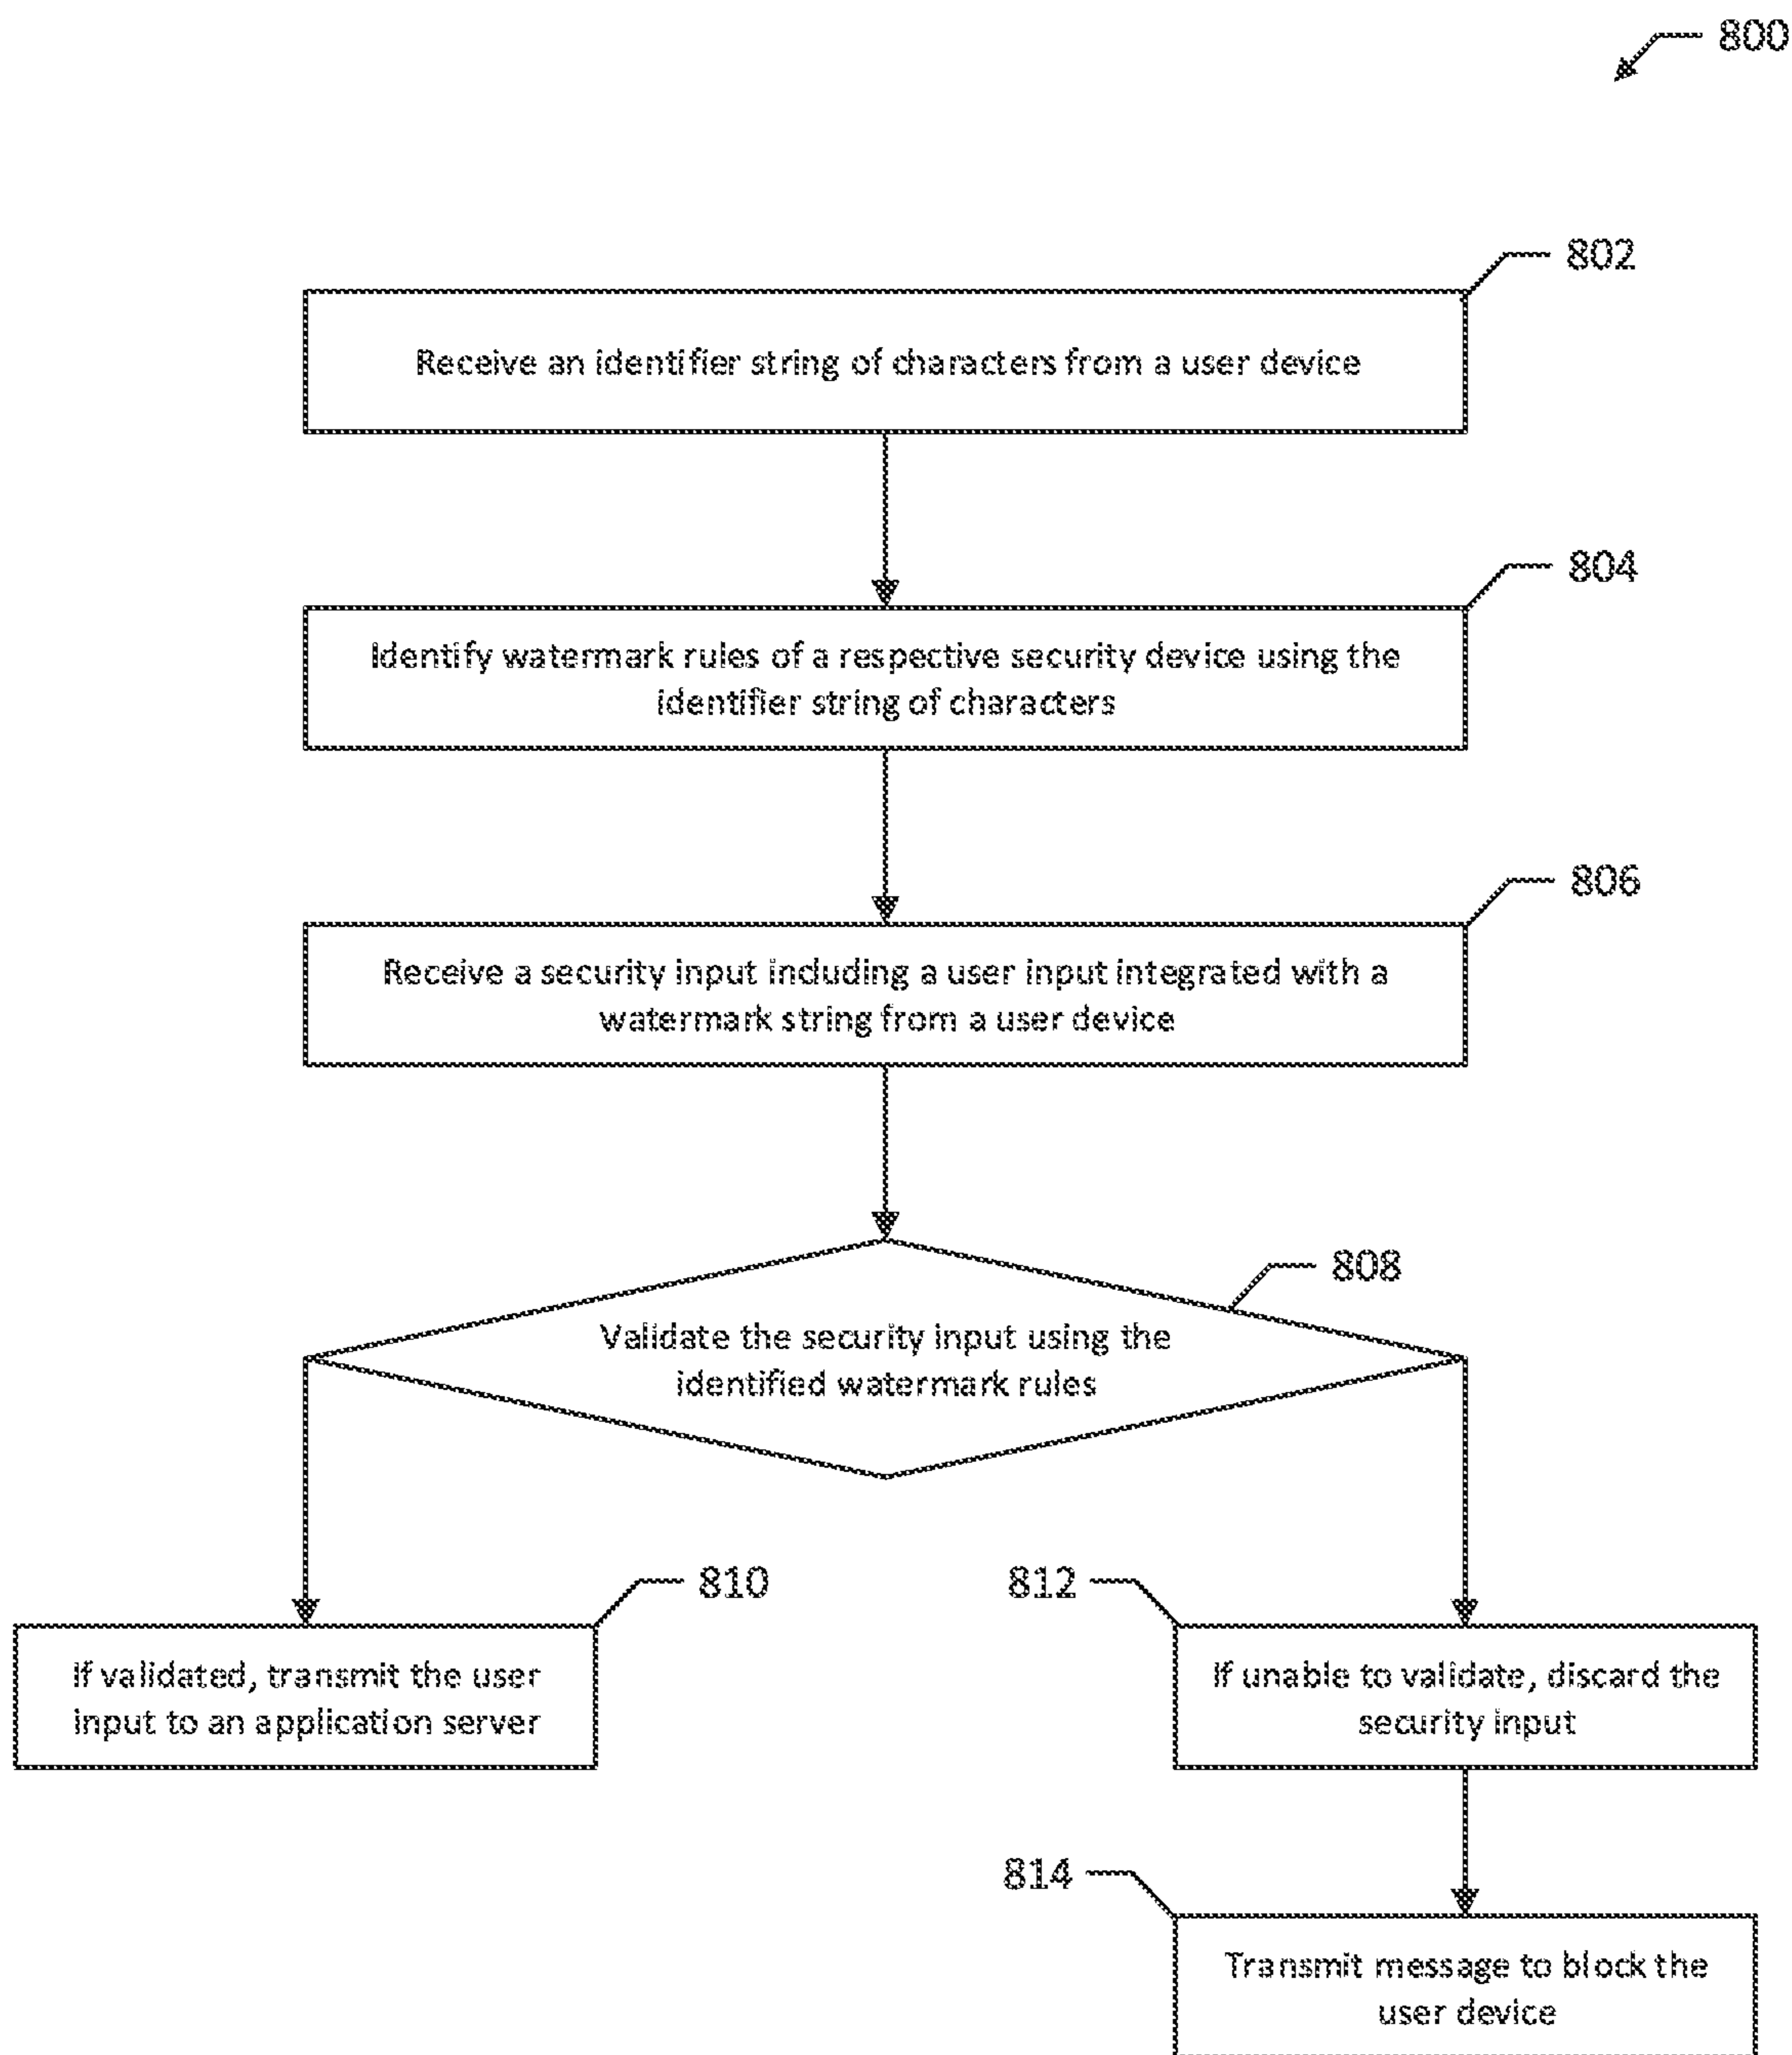 800
802
Receive an identifier string of characters from a user device
804
Identify watermark rules of a respective security device using the
identifier string of characters
806
Receive a security input including a user input integrated with a
watermark string from a user device
808
Validate the security input using the
identified watermark rules
810
If validated, transmit the user
input to an application server
812
If unable to validate, discard the
security input
814
Transmit message to block the
user device